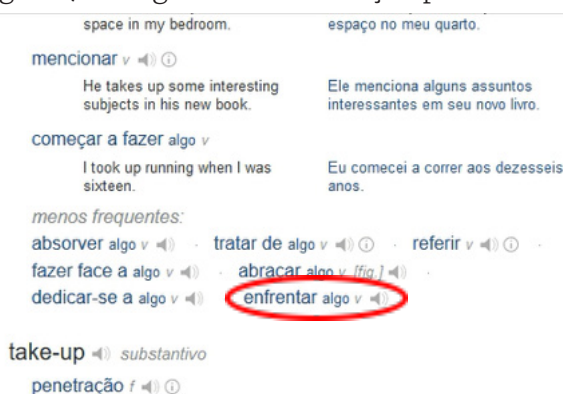 space in my bedroom. espaço no meu quarto.
mencionar v
He takes up some interesting Ele menciona alguns assuntos
subjects in his new book. interessantes em seu novo livro.
começar a fazer algo v
I took up running when I was Eu comecei a correr aos dezesseis
sixteen. anos.
menos frequentes:
absorver algo v · tratar de algo v · referir v ·
fazer face a algo v · abraçar algo v [fig.] ·
dedicar-se a algo v · enfrentar algo v
take-up substantivo
penetração f